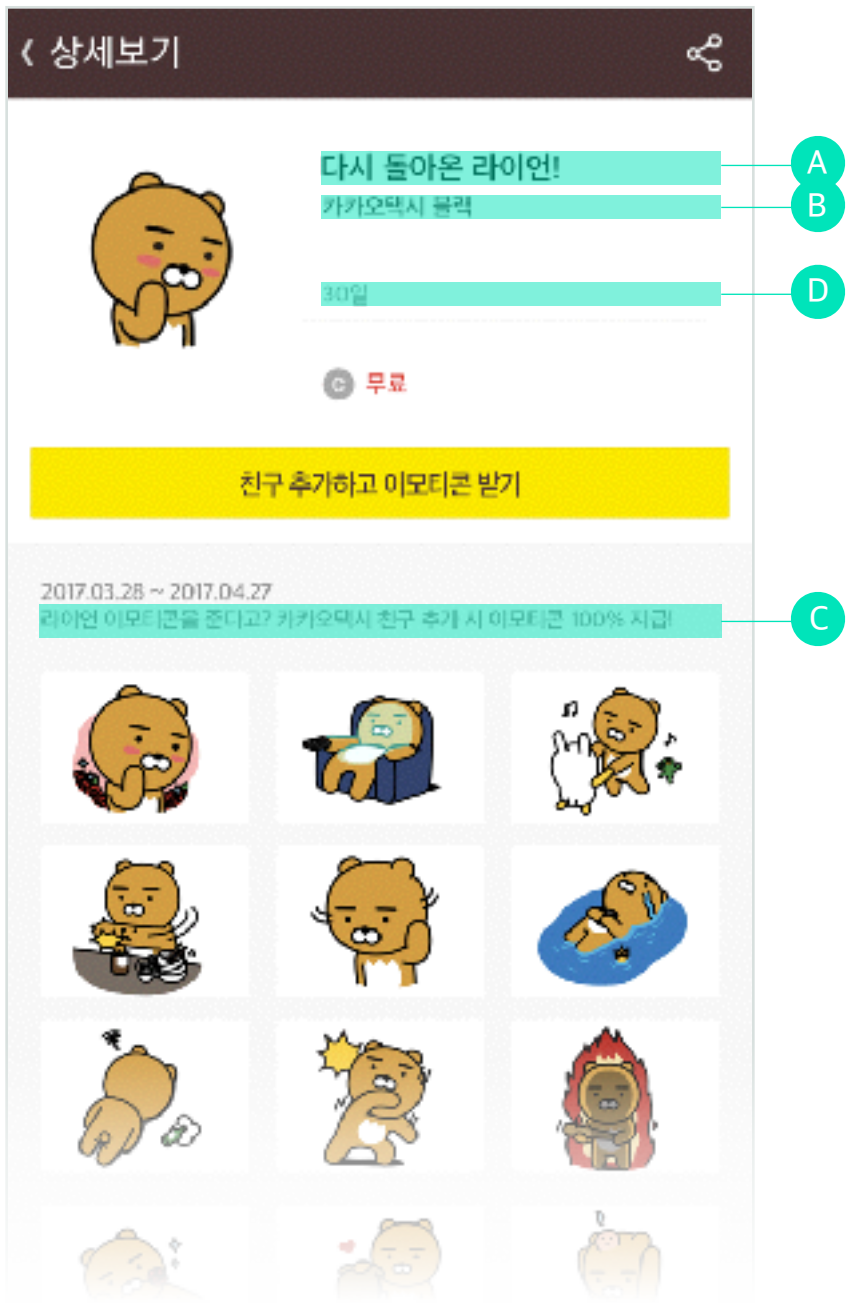 상세보기
다시 돌아온 라이언!
A
카카오택시 블랙
B
30일
D
C 무료
친구 추가하고 이모티콘 받기
2017.03.28 ~ 2017.04.27
라이언 이모티콘을 준다고? 카카오택시 친구 추가 시 이모티콘 100% 지급!
C